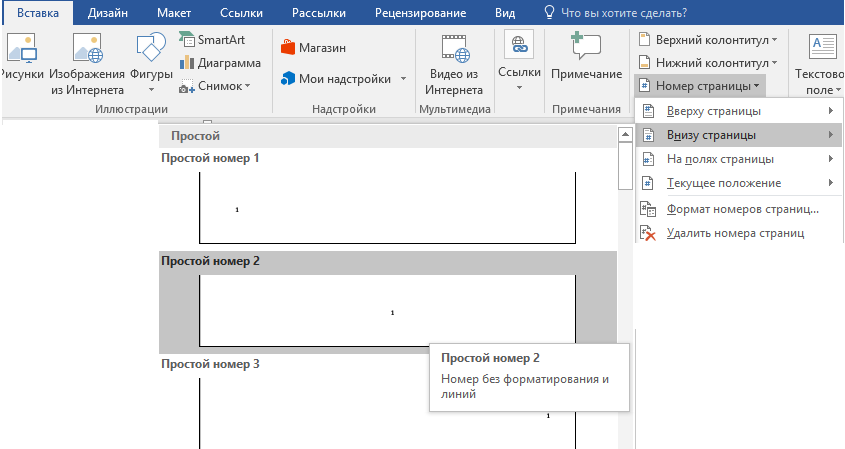 Вставка Дизайн Макет Ссылки Рассылки Рецензирование Вид Что вы хотите сделать?
Рисунки
Изображения
из Интернета
Фигуры
SmartArt
Диаграмма
Снимок
Иллюстрации
Магазин
Мои надстройки
Надстройки
Видео из
Интернета
Мультимедиа
Ссылки
Примечание
Примечания
Верхний колонтитул
Нижний колонтитул
Номер страницы
Текстово
поле
Вверху страницы
Внизу страницы
На полях страницы
Текущее положение
Формат номеров страниц...
Удалить номера страниц
Простой
Простой номер 1
1
Простой номер 2
1
Простой номер 2
Номер без форматирования и
линий
Простой номер 3
1